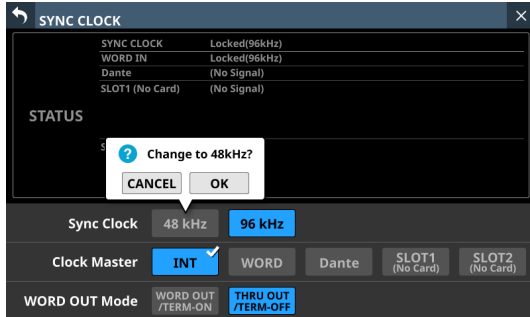 SYNC CLOCK
SYNC CLOCK Locked(96kHz)
WORD IN Locked(96kHz)
Dante (No Signal)
SLOT1 (No Card) (No Signal)
STATUS
Change to 48kHz?
CANCEL OK
Sync Clock 48 kHz 96 kHz
Clock Master INT WORD Dante SLOT1 (No Card) SLOT2 (No Card)
WORD OUT Mode WORD OUT /TERM-ON THRU OUT /TERM-OFF